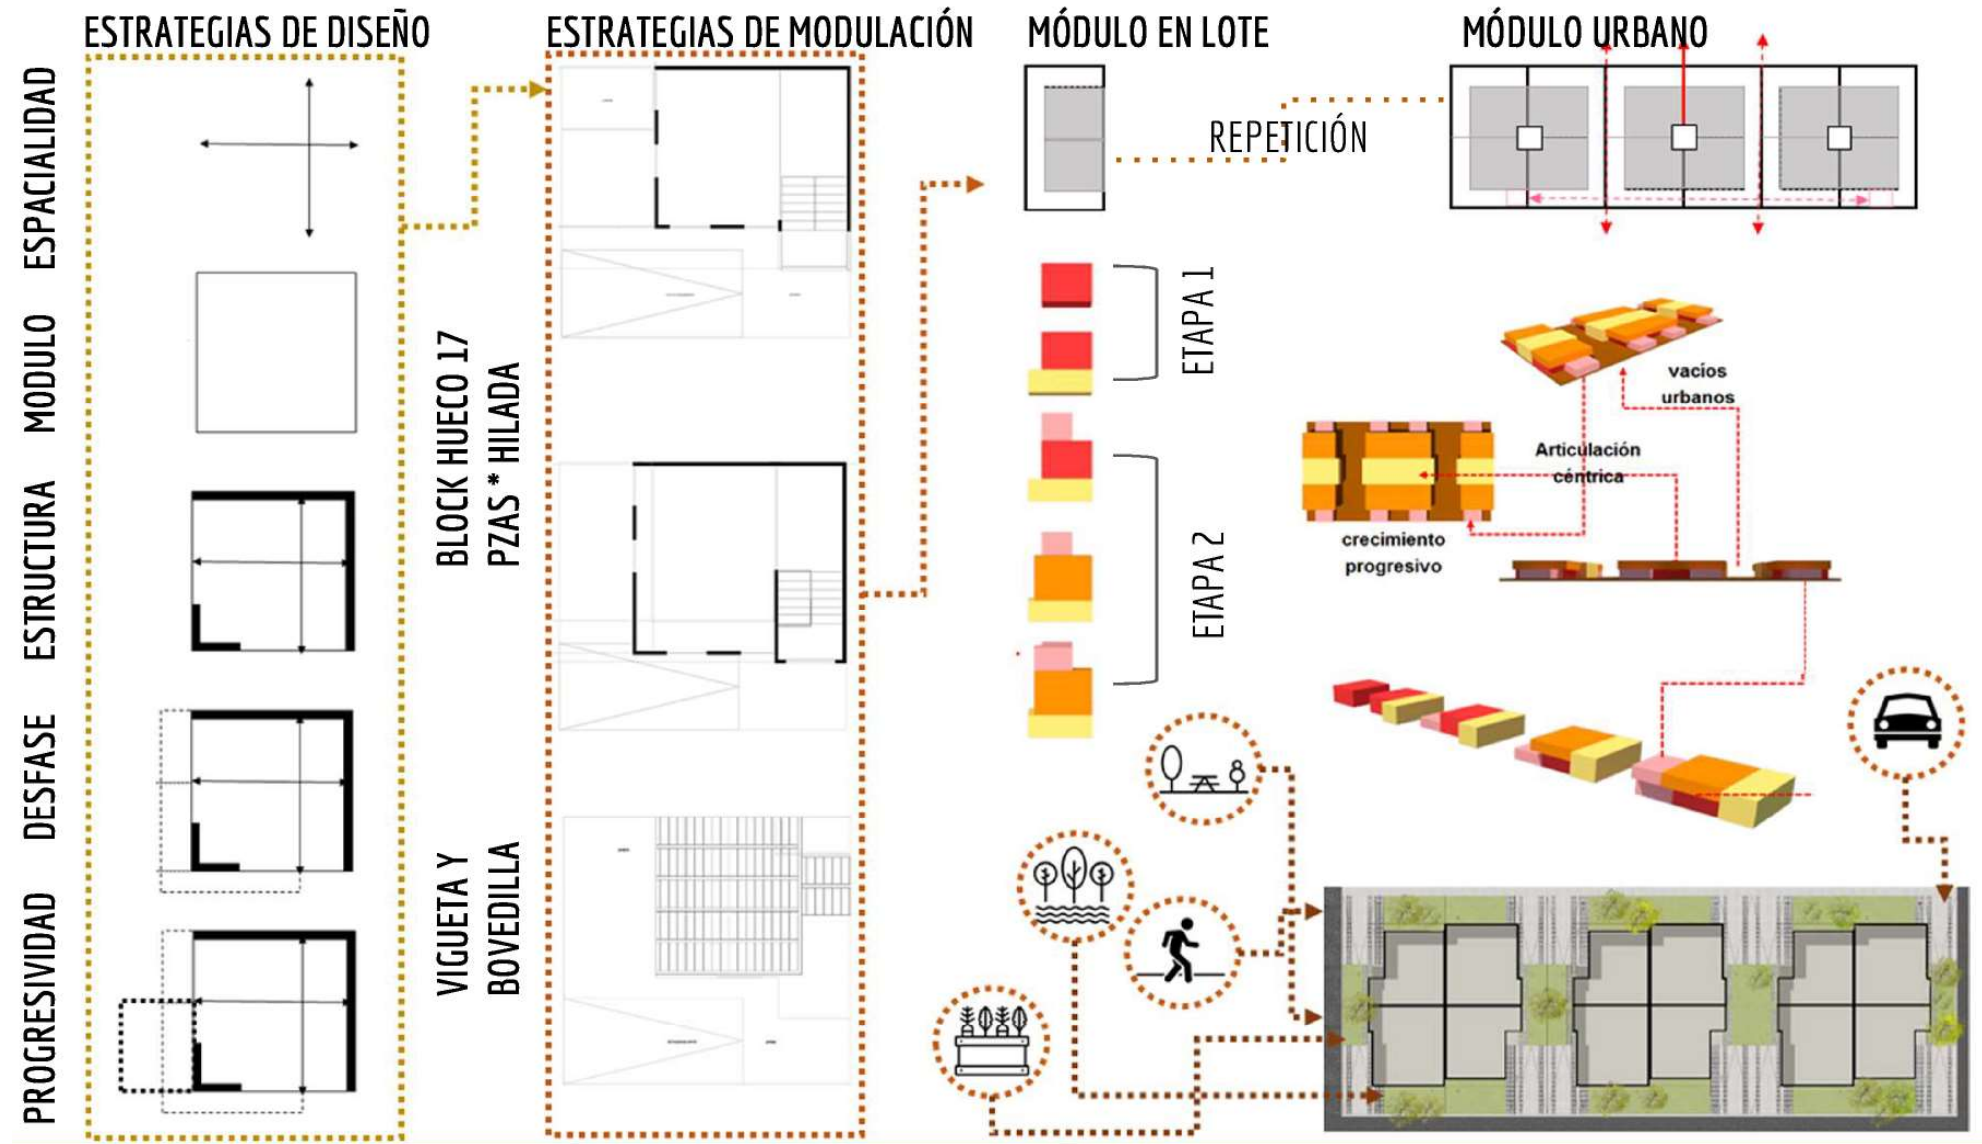 ESTRATEGIAS DE DISEÑO
ESTRATEGIAS DE MODULACIÓN
MÓDULO EN LOTE
MÓDULO URBANO
ESPACIALIDAD
MODULO
ESTRUCTURA
DESFASE
PROGRESIVIDAD
BLOCK HUECO 17
PZAS * HILADA
VIGUETA Y
BOVEDILLA
REPETICIÓN
ETAPA 1
ETAPA 2
vacíos
urbanos
Articulación
céntrica
crecimiento
progresivo